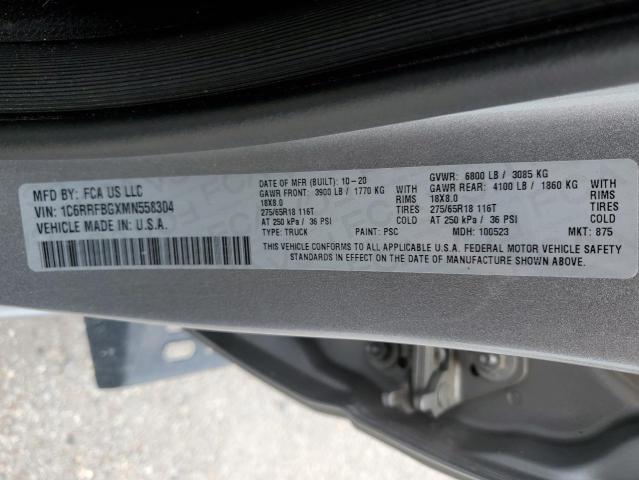 MFD BY: FCA US LLC
VIN: 1C6RRFBGXMN558304
VEHICLE MADE IN: U.S.A.
DATE OF MFR (BUILT): 10-20 GVWR: 6800 LB / 3085 KG
GAWR FRONT: 3900 LB / 1770 KG WITH GAWR REAR: 4100 LB / 1860 KG WITH
18X8.0 RIMS 18X8.0 RIMS
275/65R18 116T TIRES 275/65R18 116T TIRES
AT 250 kPa / 36 PSI COLD AT 250 kPa / 36 PSI COLD
TYPE: TRUCK PAINT: PSC MDH: 100523 MKT: 875
THIS VEHICLE CONFORMS TO ALL APPLICABLE U.S.A. FEDERAL MOTOR VEHICLE SAFETY
STANDARDS IN EFFECT ON THE DATE OF MANUFACTURE SHOWN ABOVE.